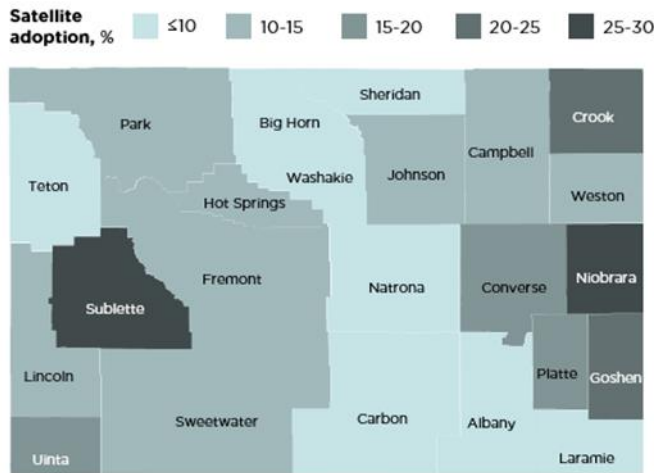 Satellite
adoption, %
≤10
10-15
15-20
20-25
25-30
Sheridan
Park
Big Horn
Crook
Campbell
Teton
Washakie
Johnson
Weston
Hot Springs
Fremont
Natrona
Converse
Niobrara
Sublette
Lincoln
Platte
Goshen
Sweetwater
Carbon
Albany
Uinta
Laramie